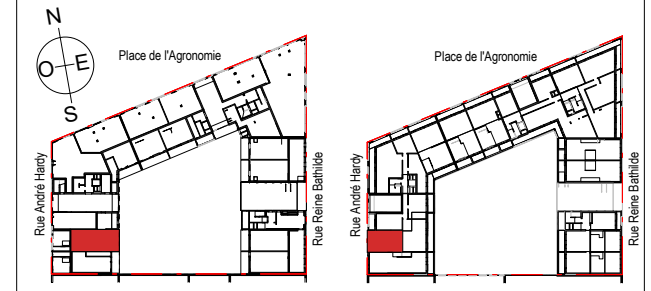 N
O E
S
Place de l'Agronomie
Rue André Hardy
Rue Reine Bathilde
Place de l'Agronomie
Rue André Hardy
Rue Reine Bathilde